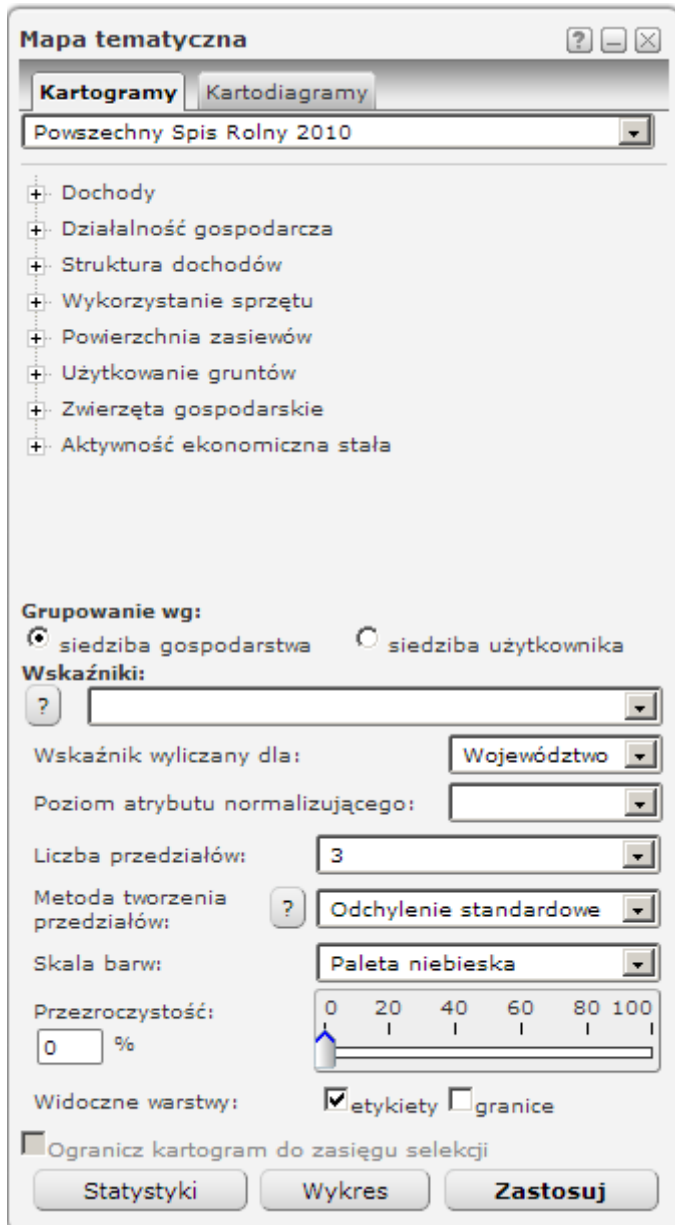 Mapa tematyczna
Kartogramy Kartodiagramy
Powszechny Spis Rolny 2010
Dochody
Działalność gospodarcza
Struktura dochodów
Wykorzystanie sprzętu
Powierzchnia zasiewów
Użytkowanie gruntów
Zwierzęta gospodarskie
Aktywność ekonomiczna stała
Grupowanie wg:
siedziba gospodarstwa siedziba użytkownika
Wskaźniki:
?
Wskaźnik wyliczany dla: Województwo
Poziom atrybutu normalizującego:
Liczba przedziałów: 3
Metoda tworzenia
przedziałów: ? Odchylenie standardowe
Skala barw: Paleta niebieska
Przezroczystość: 0 20 40 60 80 100
0 %
Widoczne warstwy: etykiety granice
Ogranicz kartogram do zasięgu selekcji
Statystyki Wykres Zastosuj